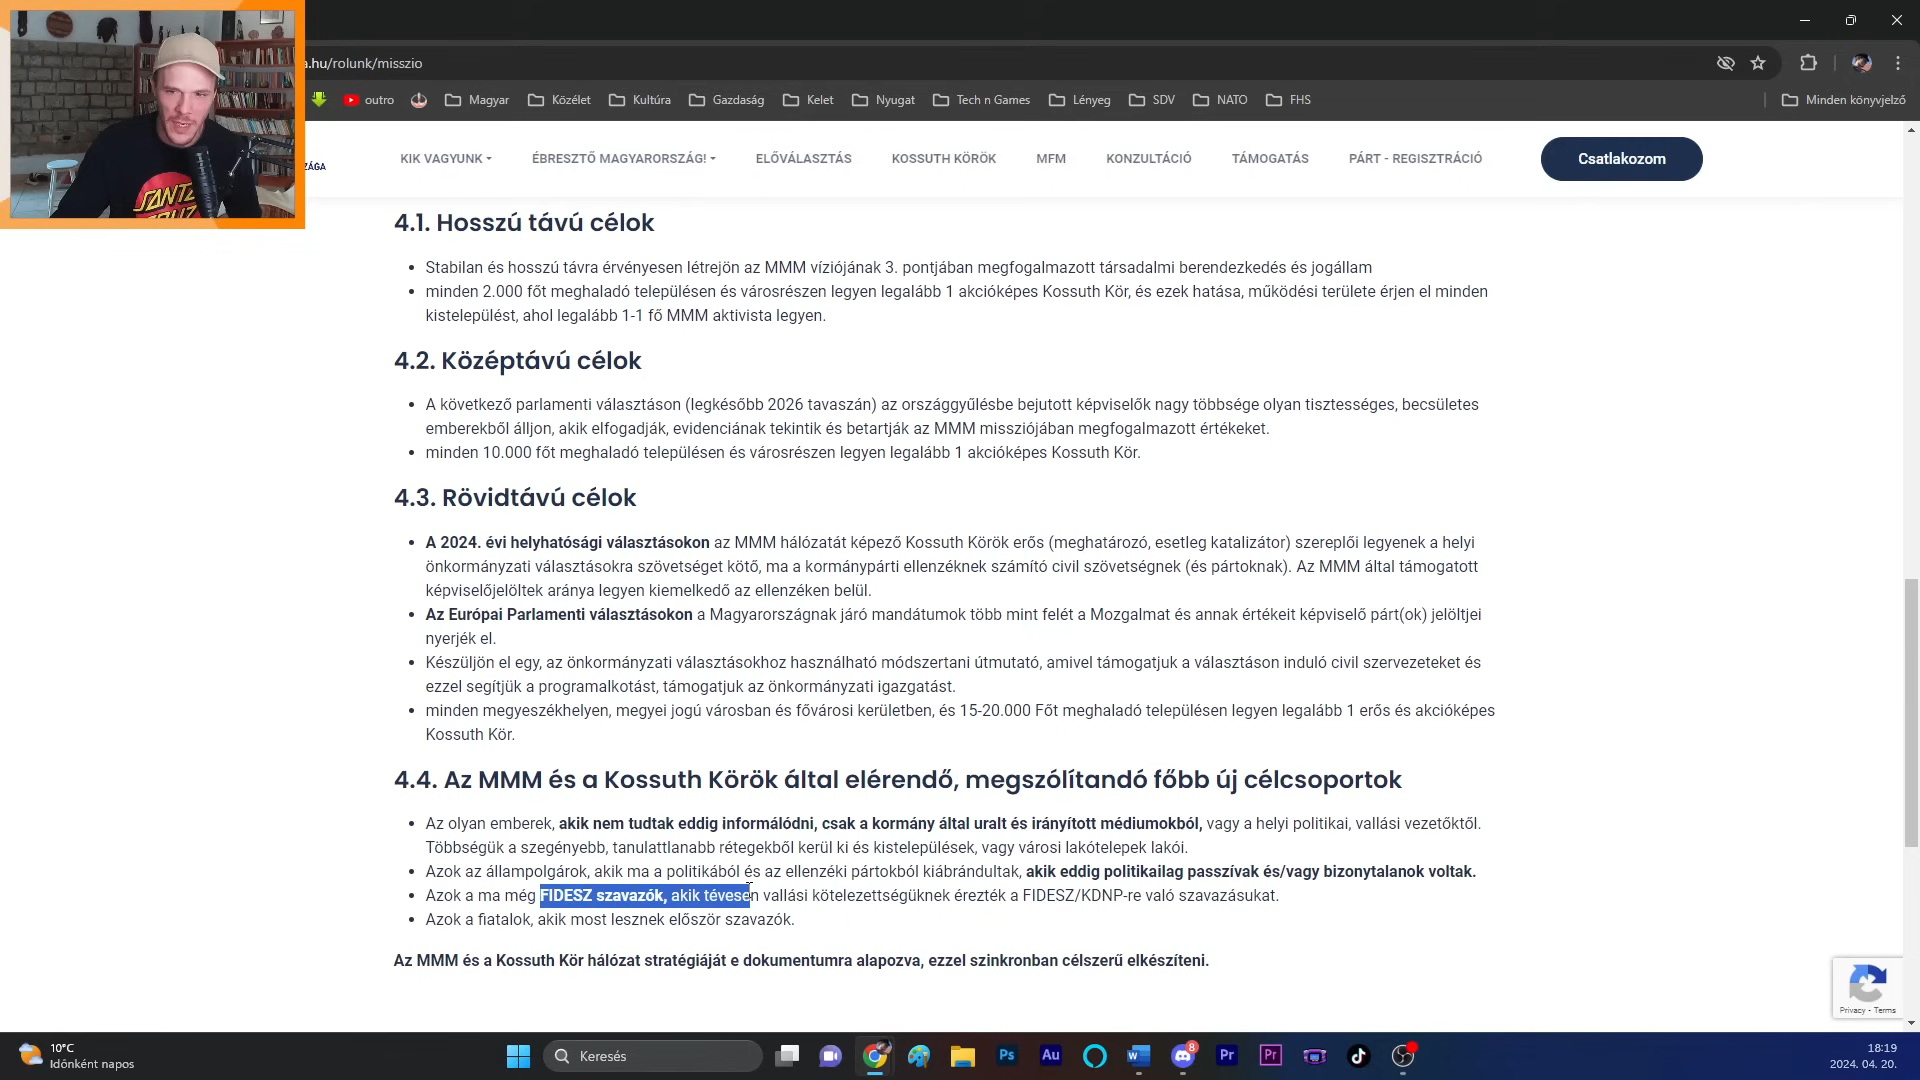 a.hu/rolunk/misszio
outro
Magyar
Közélet
Kultúra
Gazdaság
Kelet
Nyugat
Tech n Games
Lényeg
SDV
NATO
FHS
Minden könyvjelző
SANTA
CRUZ
ZÁGA
KIK VAGYUNK
ÉBRESZTŐ MAGYARORSZÁG!
ELŐVÁLASZTÁS
KOSSUTH KÖRÖK
MFM
KONZULTÁCIÓ
TÁMOGATÁS
PÁRT - REGISZTRÁCIÓ
Csatlakozom
4.1. Hosszú távú célok
Stabilan és hosszú távra érvényesen létrejön az MMM víziójának 3. pontjában megfogalmazott társadalmi berendezkedés és jogállam
minden 2.000 főt meghaladó településen és városrészen legyen legalább 1 akcióképes Kossuth Kör, és ezek hatása, működési területe érjen el minden
kistelepülést, ahol legalább 1-1 fő MMM aktivista legyen.
4.2. Középtávú célok
A következő parlamenti választáson (legkésőbb 2026 tavaszán) az országgyűlésbe bejutott képviselők nagy többsége olyan tisztességes, becsületes
emberekből álljon, akik elfogadják, evidenciának tekintik és betartják az MMM missziójában megfogalmazott értékeket.
minden 10.000 főt meghaladó településen és városrészen legyen legalább 1 akcióképes Kossuth Kör.
4.3. Rövidtávú célok
A 2024. évi helyhatósági választásokon az MMM hálózatát képező Kossuth Körök erős (meghatározó, esetleg katalizátor) szereplői legyenek a helyi
önkormányzati választásokra szövetséget kötő, ma a kormánypárti ellenzéknek számító civil szövetségnek (és pártoknak). Az MMM által támogatott
képviselőjelöltek aránya legyen kiemelkedő az ellenzéken belül.
Az Európai Parlamenti választásokon a Magyarországnak járó mandátumok több mint felét a Mozgalmat és annak értékeit képviselő párt(ok) jelöltjei
nyerjék el.
Készüljön el egy, az önkormányzati választásokhoz használható módszertani útmutató, amivel támogatjuk a választáson induló civil szervezeteket és
ezzel segítjük a programalkotást, támogatjuk az önkormányzati igazgatást.
minden megyeszékhelyen, megyei jogú városban és fővárosi kerületben, és 15-20.000 Főt meghaladó településen legyen legalább 1 erős és akcióképes
Kossuth Kör.
4.4. Az MMM és a Kossuth Körök által elérendő, megszólítandó főbb új célcsoportok
Az olyan emberek, akik nem tudtak eddig informálódni, csak a kormány által uralt és irányított médiumokból, vagy a helyi politikai, vallási vezetőktől.
Többségük a szegényebb, tanulatlanabb rétegekből kerül ki és kistelepülések, vagy városi lakótelepek lakói.
Azok az állampolgárok, akik ma a politikából és az ellenzéki pártokból kiábrándultak, akik eddig politikailag passzívak és/vagy bizonytalanok voltak.
Azok a ma még FIDESZ szavazók, akik tévesen vallási kötelezettségüknek érezték a FIDESZ/KDNP-re való szavazásukat.
Azok a fiatalok, akik most lesznek először szavazók.
Az MMM és a Kossuth Kör hálózat stratégiáját e dokumentumra alapozva, ezzel szinkronban célszerű elkészíteni.
Privacy - Terms
10°C
Időnként napos
Keresés
Ps
Au
W
8
Pr
Pr
18:19
2024. 04. 20.